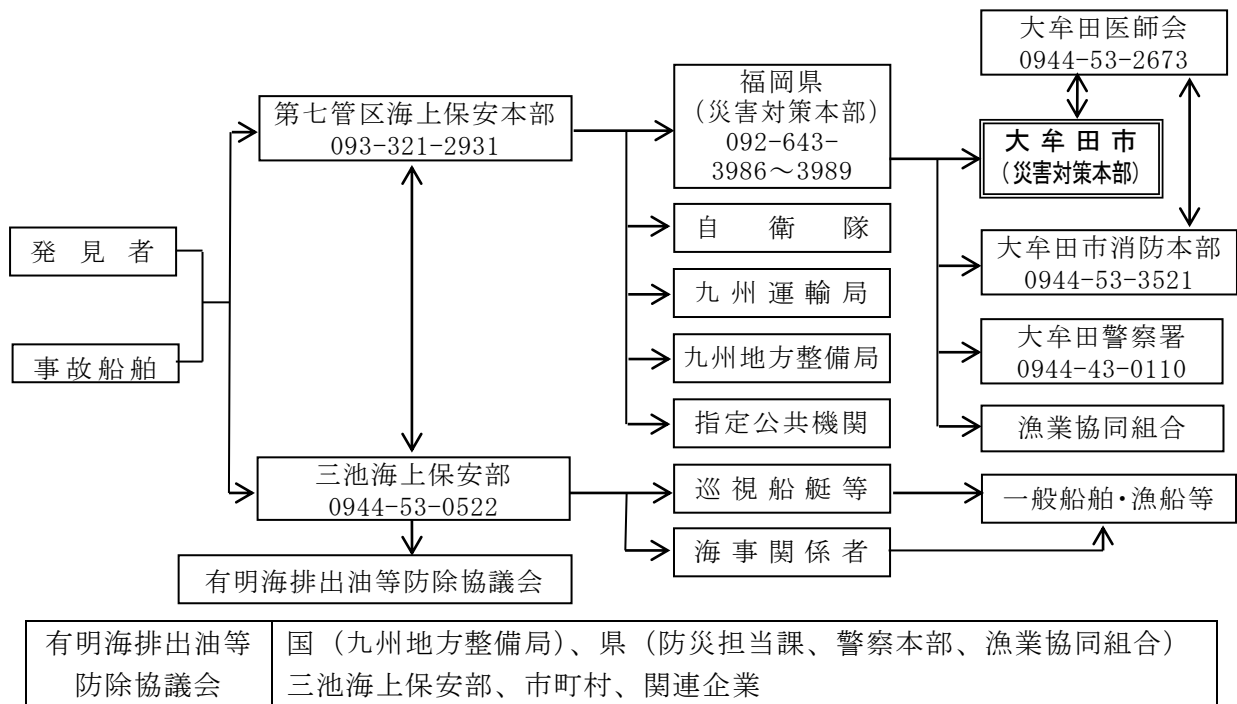 大牟田医師会
0944-53-2673
第七管区海上保安本部
093-321-2931
福岡県
（災害対策本部）
092-643-
3986～3989
大 牟 田 市
（災害対策本部）
発　見　者
自　衛　隊
大牟田市消防本部
0944-53-3521
九 州 運 輸 局
事故船舶
九州地方整備局
大牟田警察署
0944-43-0110
指定公共機関
漁業協同組合
三池海上保安部
0944-53-0522
巡 視 船 艇 等
一般船舶・漁船等
海 事 関 係 者
有明海排出油等防除協議会
有明海排出油等
防除協議会
国（九州地方整備局）、県（防災担当課、警察本部、漁業協同組合）
三池海上保安部、市町村、関連企業